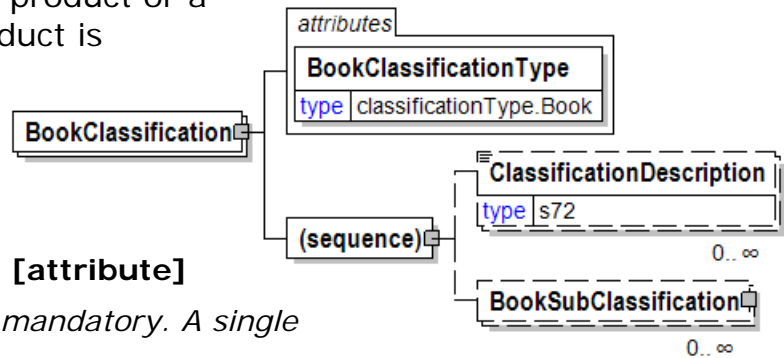 product or a
duct is
attributes
BookClassificationType
type classificationType.Book
BookClassification
ClassificationDescription
type s72
0.. ∞
(sequence)
[attribute]
BookSubClassification
mandatory. A single
0.. ∞